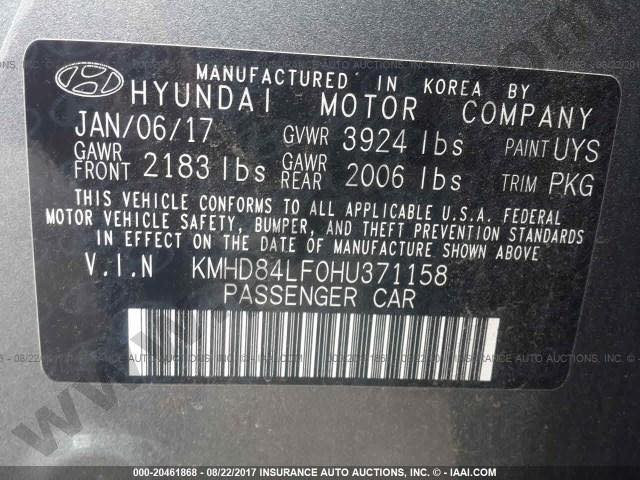 MANUFACTURED IN KOREA BY
HYUNDAI MOTOR COMPANY
JAN/06/17 GVWR 3924 lbs PAINT UYS
GAWR FRONT 2183 lbs GAWR REAR 2006 lbs TRIM PKG
THIS VEHICLE CONFORMS TO ALL APPLICABLE U.S.A. FEDERAL
MOTOR VEHICLE SAFETY, BUMPER, AND THEFT PREVENTION STANDARDS
IN EFFECT ON THE DATE OF MANUFACTURE SHOWN ABOVE.
V.I.N KMHD84LF0HU371158
PASSENGER CAR
000-20461868 - 08/22/2017 INSURANCE AUTO AUCTIONS, INC. - © IAAI.COM